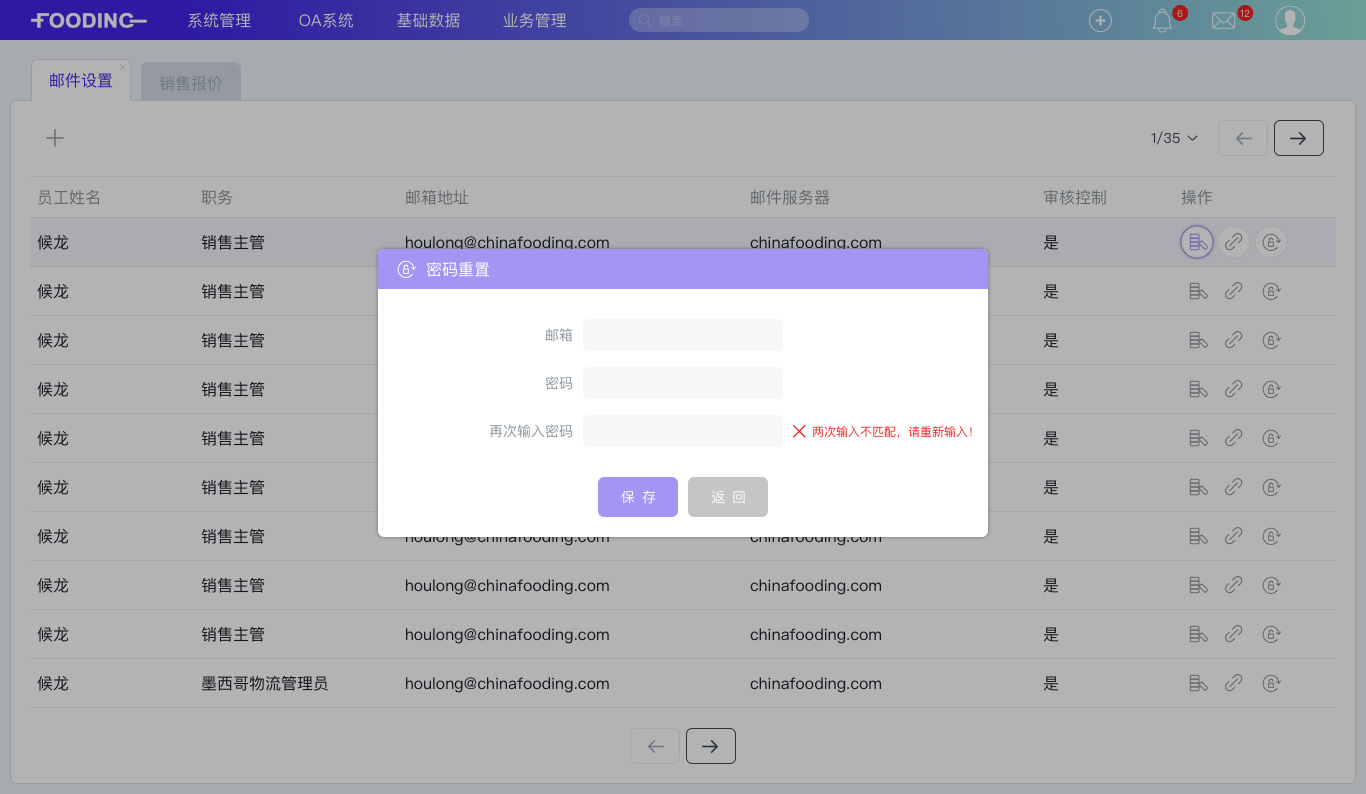 FOODING 系统管理 OA系统 基础数据 业务管理 搜索 6 12
邮件设置 销售报价
1/35
员工姓名 职务 邮箱地址 邮件服务器 审核控制 操作
候龙 销售主管 houlong@chinafooding.com chinafooding.com 是
密码重置
候龙 销售主管 是
邮箱
候龙 销售主管 是
密码
候龙 销售主管 是
再次输入密码 两次输入不匹配，请重新输入！
候龙 销售主管 是
候龙 销售主管 是
保 存 返 回
候龙 销售主管 houlong@chinafooding.com chinafooding.com 是
候龙 销售主管 houlong@chinafooding.com chinafooding.com 是
候龙 销售主管 houlong@chinafooding.com chinafooding.com 是
候龙 墨西哥物流管理员 houlong@chinafooding.com chinafooding.com 是